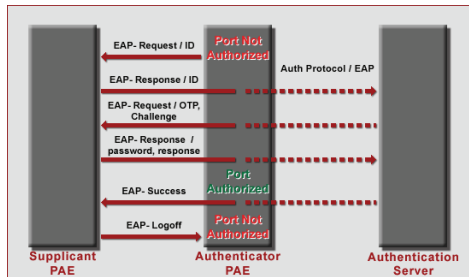 Port Not
Authorized
EAP- Request / ID
Auth Protocol / EAP
EAP- Response / ID
EAP- Request / OTP,
Challenge
EAP- Response /
password, response
Port
Authorized
EAP- Success
EAP- Logoff
Port Not
Authorized
Supplicant
PAE
Authenticator
PAE
Authentication
Server